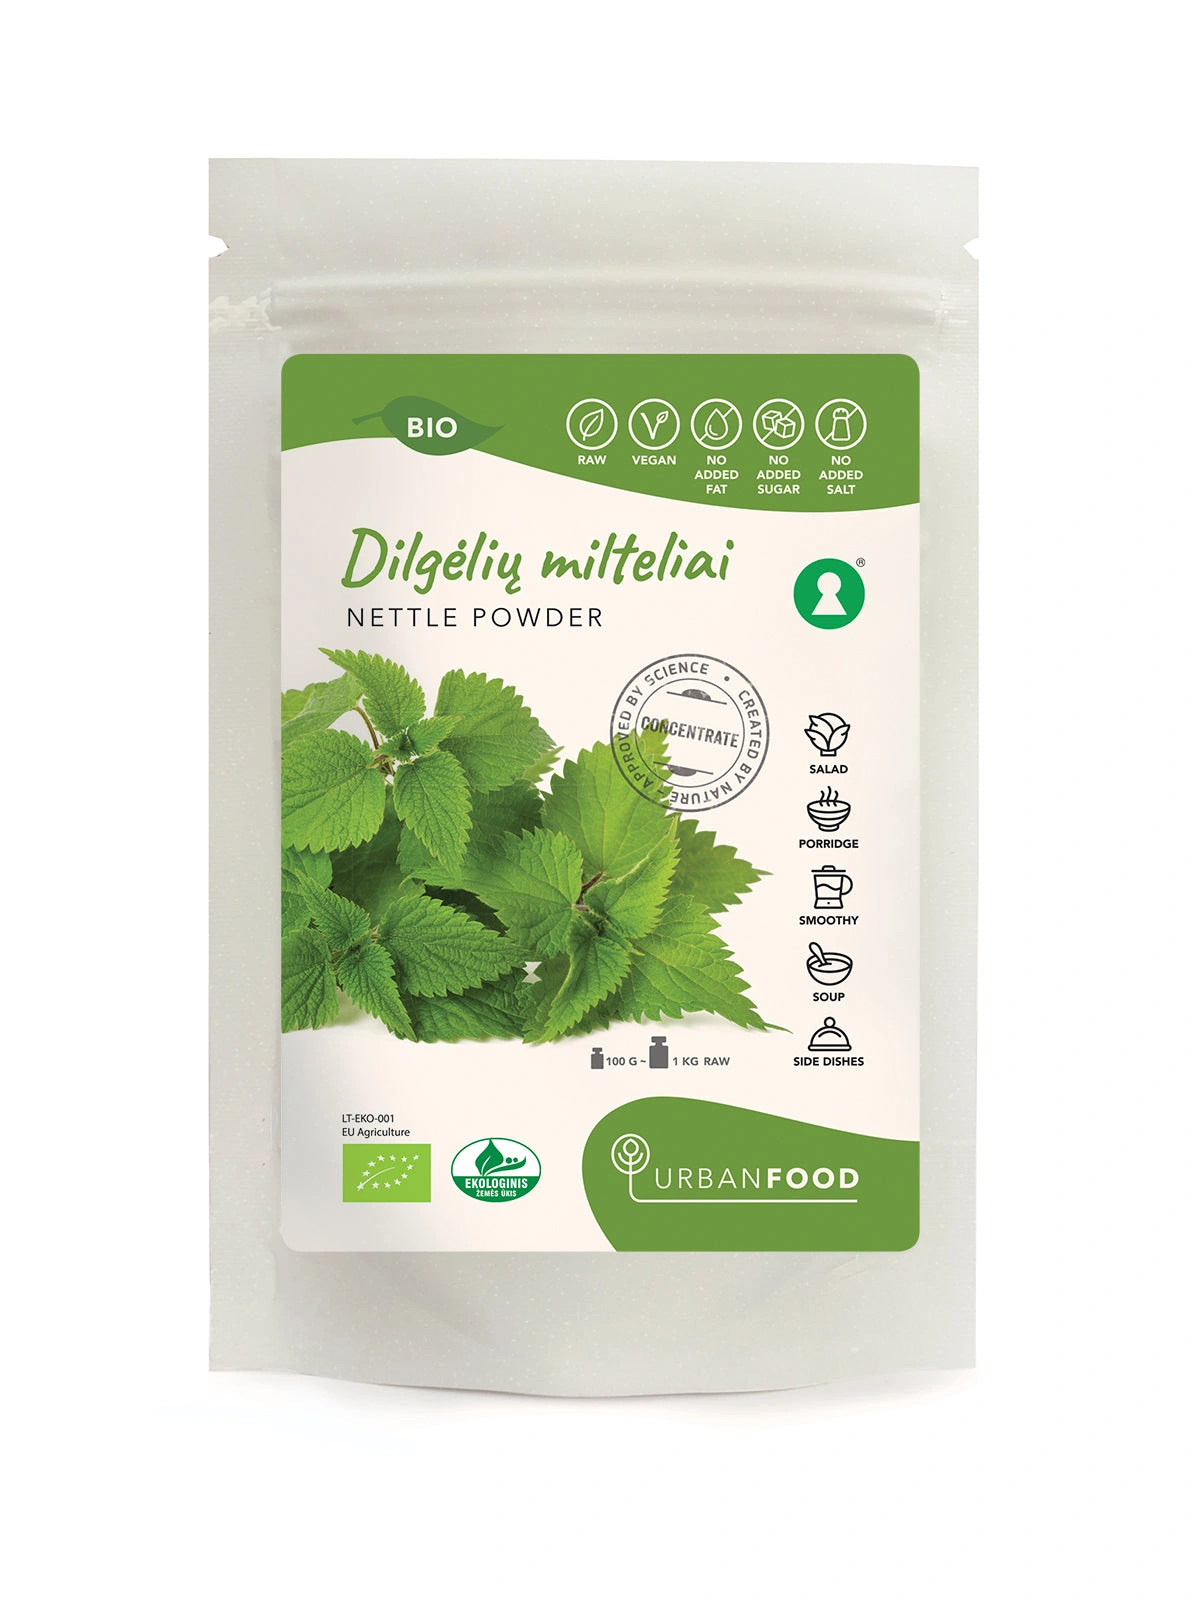 BIO
RAW
VEGAN
NO
ADDED
FAT
NO
ADDED
SUGAR
NO
ADDED
SALT
Dilgėlių milteliai
NETTLE POWDER
®
APPROVED BY SCIENCE • CREATED BY NATURE -
CONCENTRATE
SALAD
PORRIDGE
SMOOTHY
SOUP
SIDE DISHES
100 G ~ 1 KG RAW
LT-EKO-001
EU Agriculture
EKOLOGINIS
ŽEMĖS ŪKIS
URBANFOOD